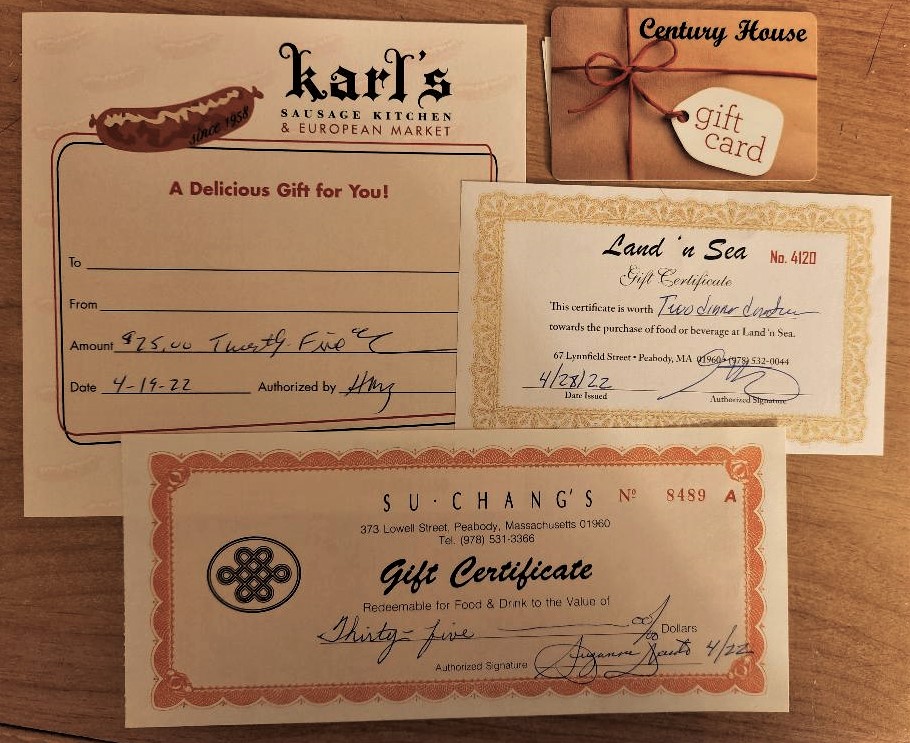 karl's
SAUSAGE KITCHEN
& EUROPEAN MARKET
since 1958
A Delicious Gift for You!
To
From
Amount $25.00 Twenty-Five
Date 4-19-22 Authorized by
Century House
gift
card
Land 'n Sea No. 4120
Gift Certificate
This certificate is worth Two dinner
towards the purchase of food or beverage at Land 'n Sea.
67 Lynnfield Street • Peabody, MA 01960 • (978) 532-0044
4/28/22
Date Issued Authorized Signature
SU·CHANG'S Nº 8489 A
373 Lowell Street, Peabody, Massachusetts 01960
Tel. (978) 531-3366
Gift Certificate
Redeemable for Food & Drink to the Value of
Thirty-five 00/00 Dollars
Authorized Signature Suzanne 4/22